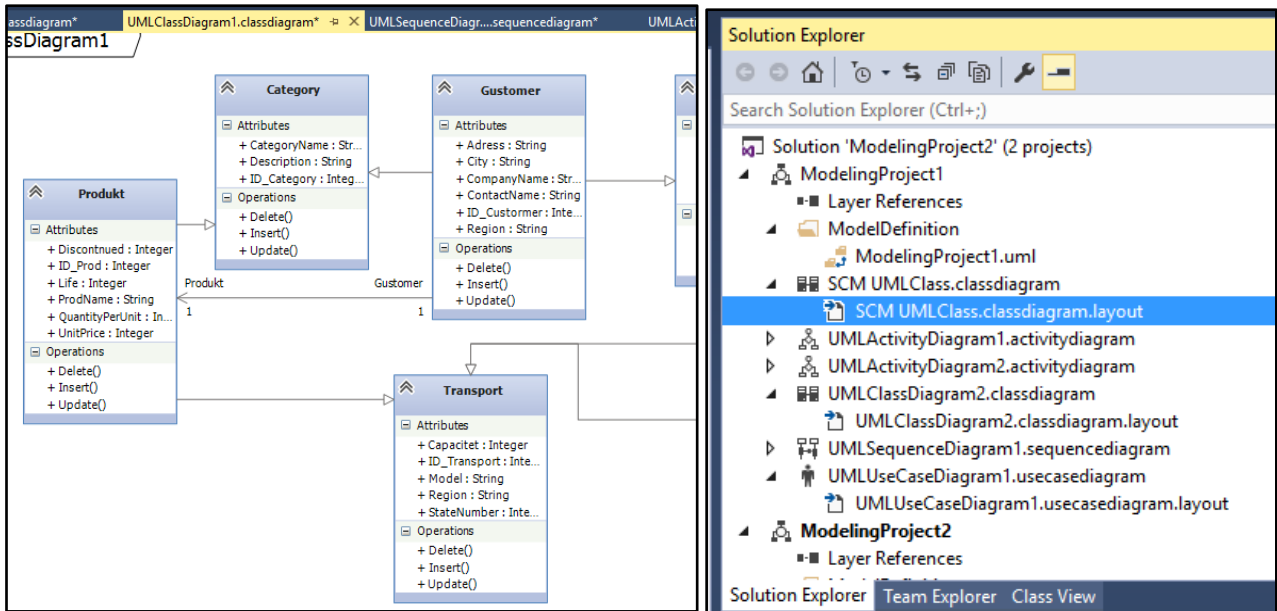 assdiagram*
UMLClassDiagram1.classdiagram*
UMLSequenceDiagr....sequencediagram*
UMLActi
ssDiagram1
Category
Attributes
+ CategoryName : Str...
+ Description : String
+ ID_Category : Integ...
Operations
+ Delete()
+ Insert()
+ Update()
Gustomer
Attributes
+ Adress : String
+ City : String
+ CompanyName : Str...
+ ContactName : String
+ ID_Custormer : Inte...
+ Region : String
Operations
+ Delete()
+ Insert()
+ Update()
Produkt
Attributes
+ Discontnued : Integer
+ ID_Prod : Integer
+ Life : Integer
+ ProdName : String
+ QuantityPerUnit : In...
+ UnitPrice : Integer
Operations
+ Delete()
+ Insert()
+ Update()
Produkt
Gustomer
1
1
Transport
Attributes
+ Capacitet : Integer
+ ID_Transport : Inte...
+ Model : String
+ Region : String
+ StateNumber : Inte...
Operations
+ Delete()
+ Insert()
+ Update()
Solution Explorer
Search Solution Explorer (Ctrl+;)
Solution 'ModelingProject2' (2 projects)
ModelingProject1
Layer References
ModelDefinition
ModelingProject1.uml
SCM UMLClass.classdiagram
SCM UMLClass.classdiagram.layout
UMLActivityDiagram1.activitydiagram
UMLActivityDiagram2.activitydiagram
UMLClassDiagram2.classdiagram
UMLClassDiagram2.classdiagram.layout
UMLSequenceDiagram1.sequencediagram
UMLUseCaseDiagram1.usecasediagram
UMLUseCaseDiagram1.usecasediagram.layout
ModelingProject2
Layer References
Solution Explorer
Team Explorer
Class View